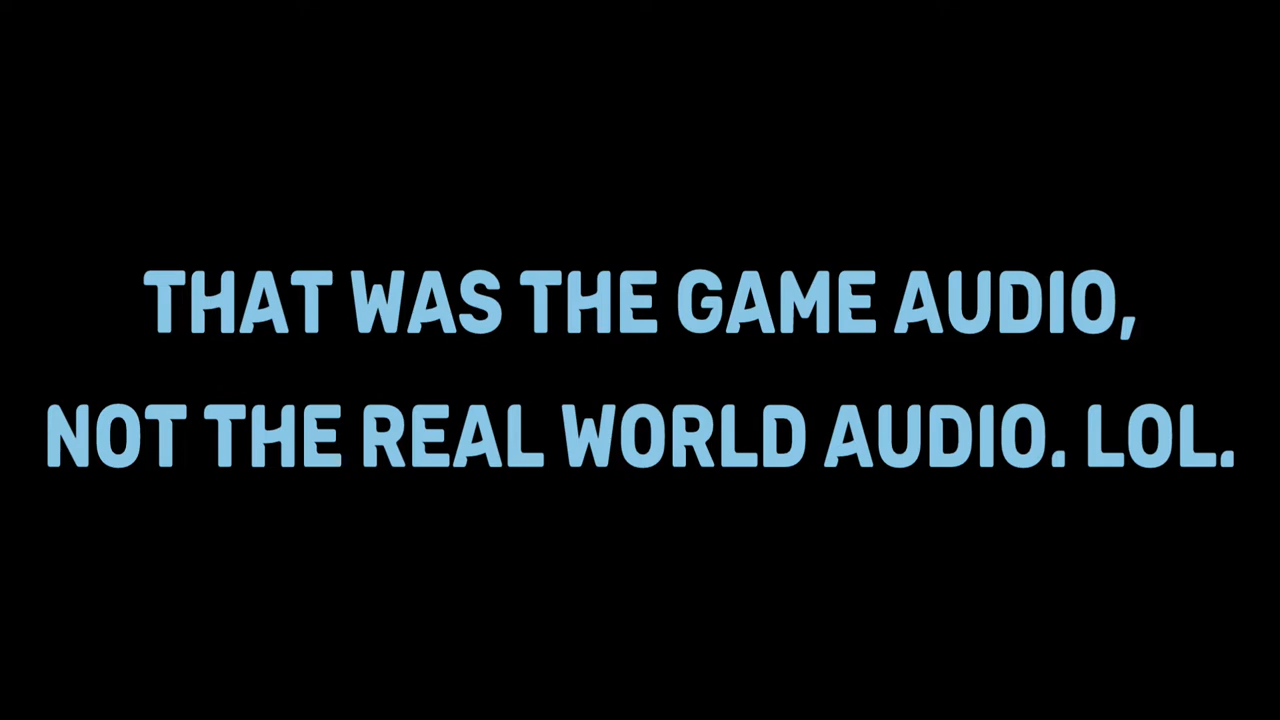 THAT WAS THE GAME AUDIO,
NOT THE REAL WORLD AUDIO. LOL.